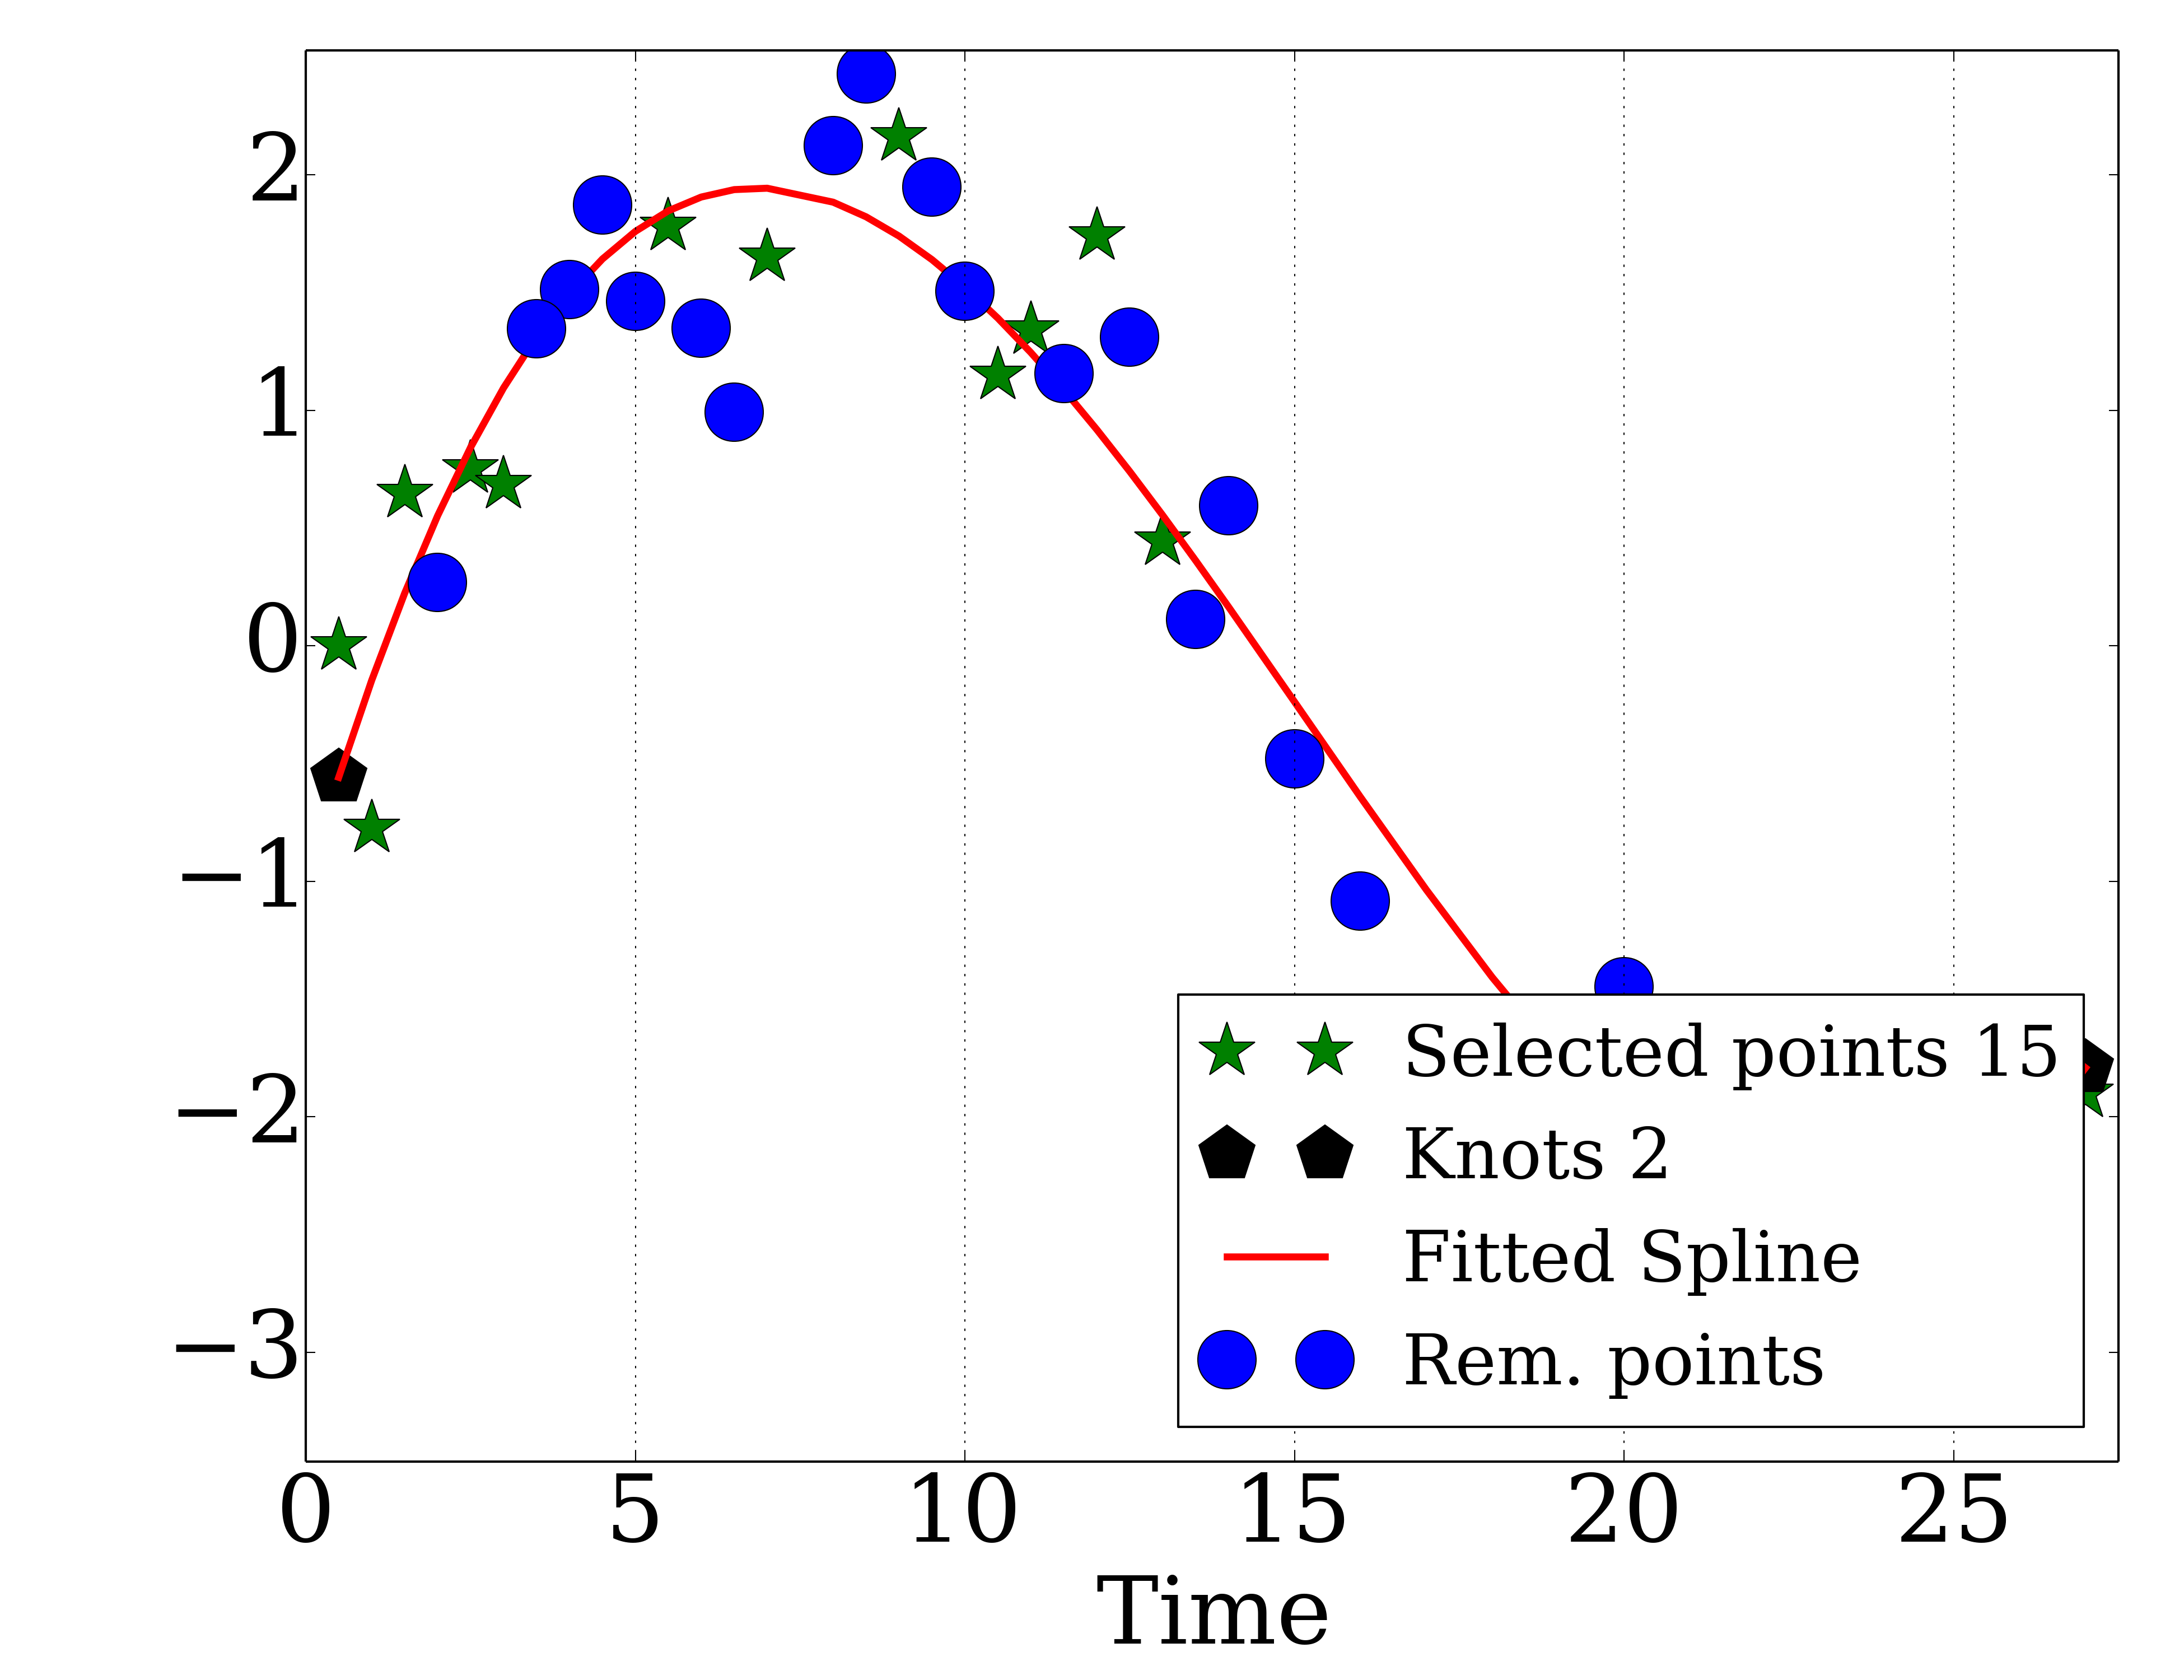 2
1
0
−1
−2
−3
Selected points 15
Knots 2
Fitted Spline
Rem. points
0 5 10 15 20 25
Time